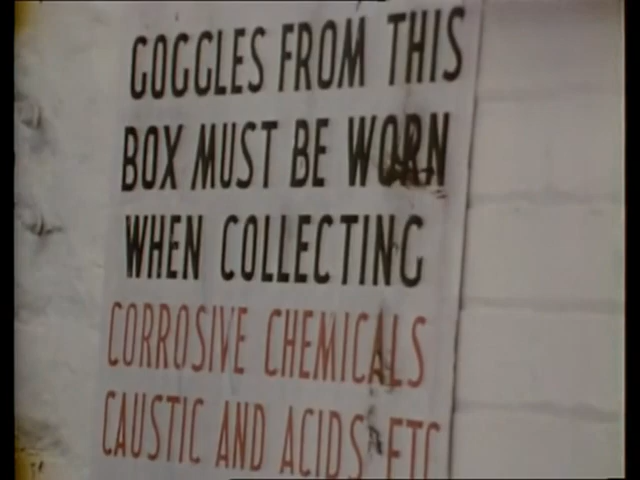 GOGGLES FROM THIS
BOX MUST BE WORN
WHEN COLLECTING
CORROSIVE CHEMICALS
CAUSTIC AND ACIDS ETC